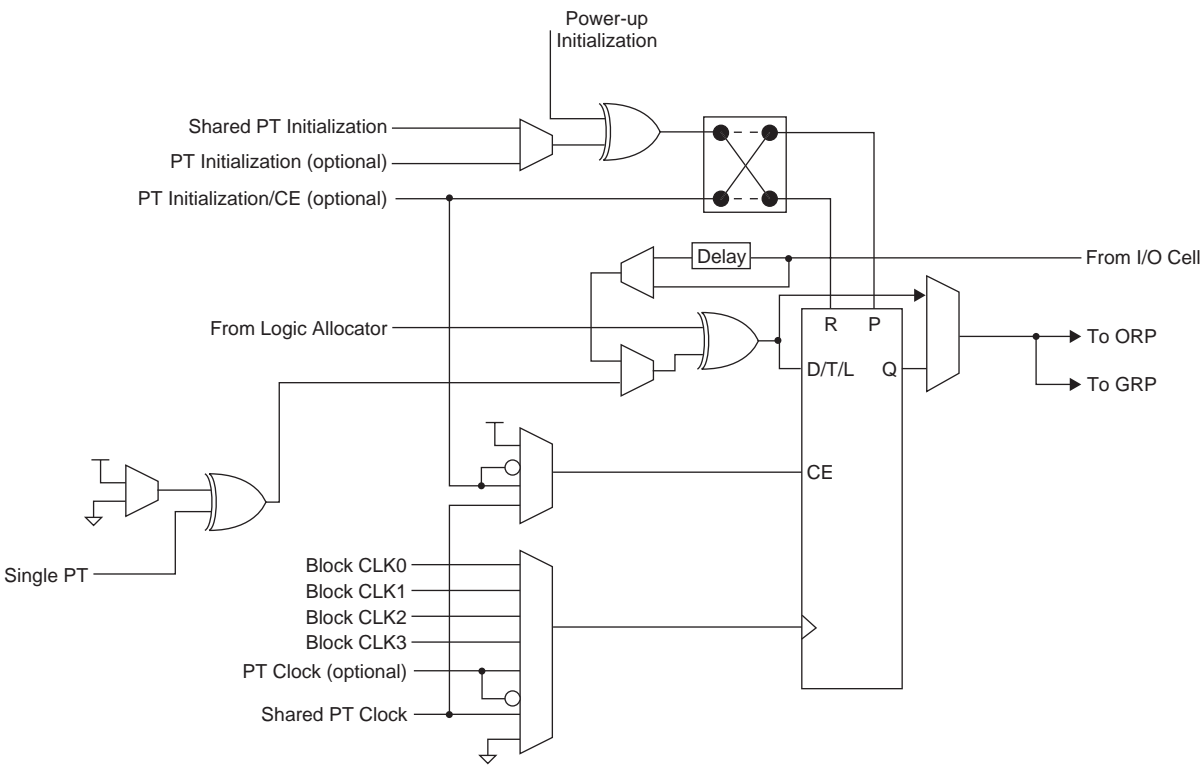 Power-up
Initialization
Shared PT Initialization
PT Initialization (optional)
PT Initialization/CE (optional)
Delay
From I/O Cell
From Logic Allocator
R
P
To ORP
D/T/L
Q
To GRP
CE
Single PT
Block CLK0
Block CLK1
Block CLK2
Block CLK3
PT Clock (optional)
Shared PT Clock